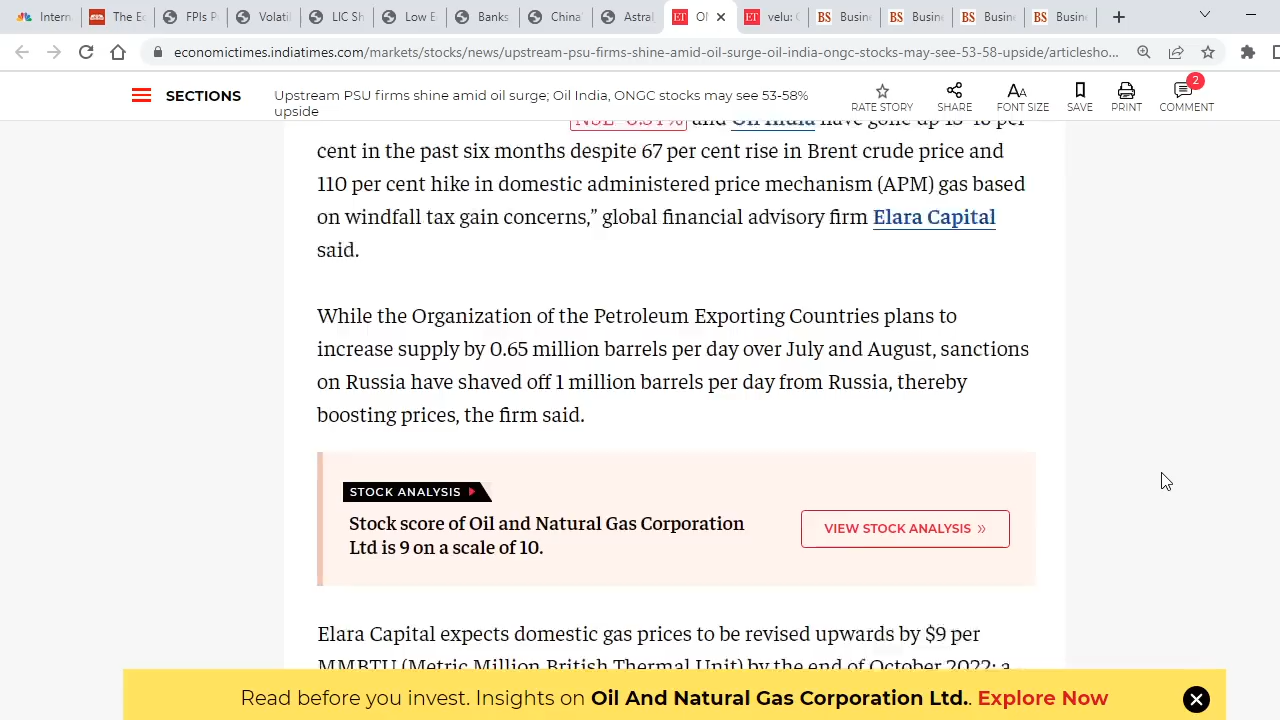 Intern
The Ec
FPIs P
Volatil
LIC Sh
Low E
Banks
China
Astral
ET
velu:
BS Busine
BS Busine
BS Busine
BS Busine
economictimes.indiatimes.com/markets/stocks/news/upstream-psu-firms-shine-amid-oil-surge-oil-india-ongc-stocks-may-see-53-58-upside/articlesho...
SECTIONS
Upstream PSU firms shine amid oil surge; Oil India, ONGC stocks may see 53-58%
upside
RATE STORY
SHARE
FONT SIZE
SAVE
PRINT
2
COMMENT
and Oil India have gone up
per
cent in the past six months despite 67 per cent rise in Brent crude price and
110 per cent hike in domestic administered price mechanism (APM) gas based
on windfall tax gain concerns,” global financial advisory firm Elara Capital
said.
While the Organization of the Petroleum Exporting Countries plans to
increase supply by 0.65 million barrels per day over July and August, sanctions
on Russia have shaved off 1 million barrels per day from Russia, thereby
boosting prices, the firm said.
STOCK ANALYSIS
Stock score of Oil and Natural Gas Corporation
Ltd is 9 on a scale of 10.
VIEW STOCK ANALYSIS »
Elara Capital expects domestic gas prices to be revised upwards by $9 per
MMBTU (Metric Million British Thermal Unit) by the end of October 2022; a
Read before you invest. Insights on Oil And Natural Gas Corporation Ltd.. Explore Now